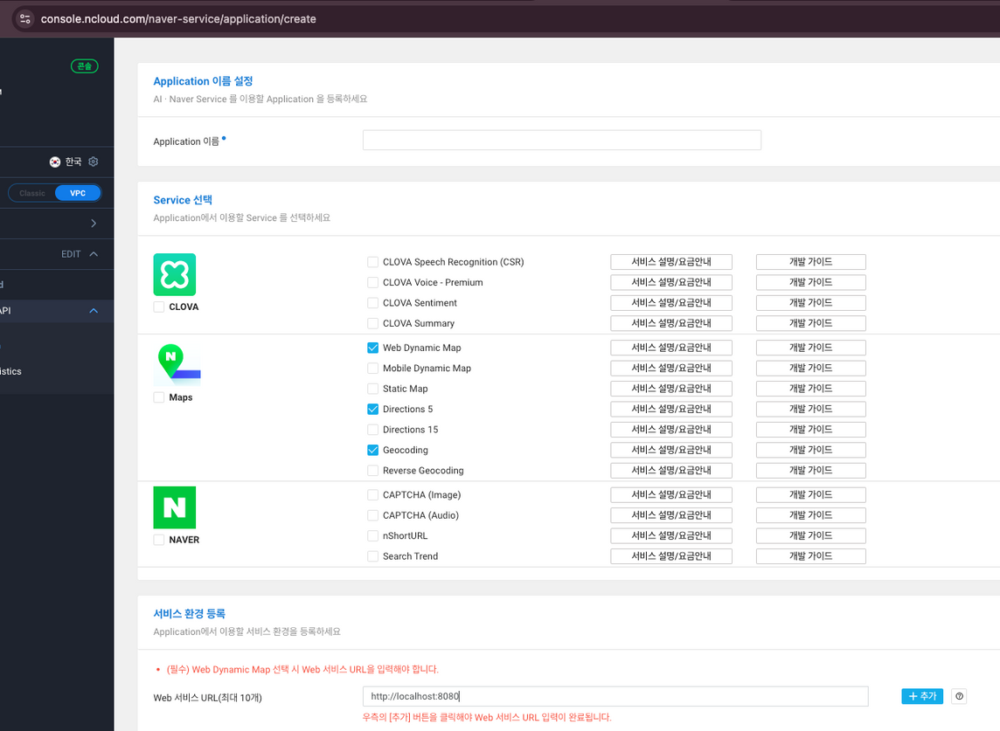 console.ncloud.com/naver-service/application/create
콘솔
한국
Classic
VPC
EDIT
API
Application 이름 설정
AI · Naver Service 를 이용할 Application 을 등록하세요
Application 이름
Service 선택
Application에서 이용할 Service 를 선택하세요
CLOVA
CLOVA Speech Recognition (CSR) 서비스 설명/요금안내 개발 가이드
CLOVA Voice - Premium 서비스 설명/요금안내 개발 가이드
CLOVA Sentiment 서비스 설명/요금안내 개발 가이드
CLOVA Summary 서비스 설명/요금안내 개발 가이드
N
Maps
Web Dynamic Map 서비스 설명/요금안내 개발 가이드
Mobile Dynamic Map 서비스 설명/요금안내 개발 가이드
Static Map 서비스 설명/요금안내 개발 가이드
Directions 5 서비스 설명/요금안내 개발 가이드
Directions 15 서비스 설명/요금안내 개발 가이드
Geocoding 서비스 설명/요금안내 개발 가이드
Reverse Geocoding 서비스 설명/요금안내 개발 가이드
N
NAVER
CAPTCHA (Image) 서비스 설명/요금안내 개발 가이드
CAPTCHA (Audio) 서비스 설명/요금안내 개발 가이드
nShortURL 서비스 설명/요금안내 개발 가이드
Search Trend 서비스 설명/요금안내 개발 가이드
서비스 환경 등록
Application에서 이용할 서비스 환경을 등록하세요
• (필수) Web Dynamic Map 선택 시 Web 서비스 URL을 입력해야 합니다.
Web 서비스 URL(최대 10개) http://localhost:8080 + 추가 ?
우측의 [추가] 버튼을 클릭해야 Web 서비스 URL 입력이 완료됩니다.